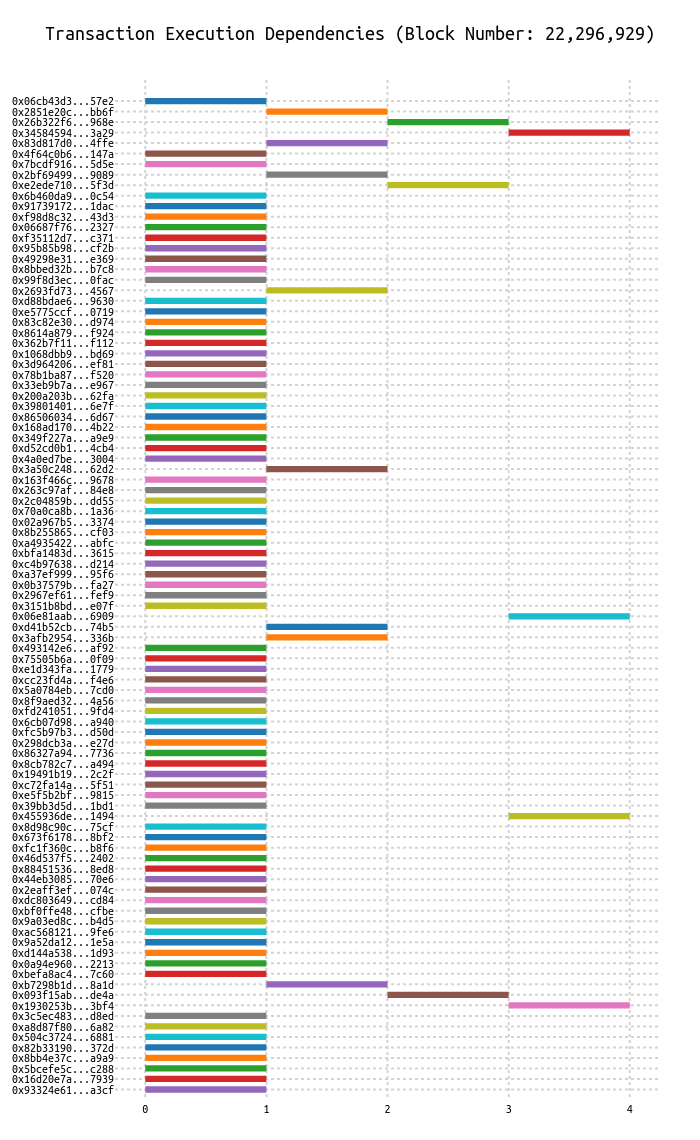 Transaction Execution Dependencies (Block Number: 22,296,929)
0x06cb43d3...57e2
0x2851e20c...bb6f
0x26b322f6...968e
0x34584594...3a29
0x83d817d0...4ffe
0x4f64c0b6...147a
0x7bcdf916...5d5e
0x2bf69499...9089
0xe2ede710...5f3d
0x6b460da9...0c54
0x91739172...1dac
0xf98d8c32...43d3
0x06687f76...2327
0xf35112d7...c371
0x95b85b98...cf2b
0x49298e31...e369
0x8bbed32b...b7c8
0x99f8d3ec...0fac
0x2693fd73...4567
0xd88bdae6...9630
0xe5775ccf...0719
0x83c82e30...d974
0x8614a879...f924
0x362b7f11...f112
0x1068dbb9...bd69
0x3d964206...ef81
0x78b1ba87...f520
0x33eb9b7a...e967
0x200a203b...62fa
0x39801401...6e7f
0x86506034...6d67
0x168ad170...4b22
0x349f227a...a9e9
0xd52cd0b1...4cb4
0x4a0ed7be...3004
0x3a50c248...62d2
0x163f466c...9678
0x263c97af...84e8
0x2c04859b...dd55
0x70a0ca8b...1a36
0x02a967b5...3374
0x8b255865...cf03
0xa4935422...abfc
0xbfa1483d...3615
0xc4b97638...d214
0xa37ef999...95f6
0x0b37579b...fa27
0x2967ef61...fef9
0x3151b8bd...e07f
0x06e81aab...6909
0xd41b52cb...74b5
0x3afb2954...336b
0x493142e6...af92
0x75505b6a...0f09
0xe1d343fa...1779
0xcc23fd4a...f4e6
0x5a0784eb...7cd0
0x8f9aed32...4a56
0xfd241051...9fd4
0x6cb07d98...a940
0xfc5b97b3...d50d
0x298dcb3a...e27d
0x86327a94...7736
0x8cb782c7...a494
0x19491b19...2c2f
0xc72fa14a...5f51
0xe5f5b2bf...9815
0x39bb3d5d...1bd1
0x455936de...1494
0x8d98c90c...75cf
0x673f6178...8bf2
0xfc1f360c...b8f6
0x46d537f5...2402
0x88451536...8ed8
0x44eb3085...70e6
0x2eaff3ef...074c
0xdc803649...cd84
0xbf0ffe48...cfbe
0x9a03ed8c...b4d5
0xac568121...9fe6
0x9a52da12...1e5a
0xd144a538...1d93
0x0a94e960...2213
0xbefa8ac4...7c60
0xb7298b1d...8a1d
0x093f15ab...de4a
0x1930253b...3bf4
0x3c5ec483...d8ed
0xa8d87f80...6a82
0x504c3724...6881
0x82b33190...372d
0x8bb4e37c...a9a9
0x5bcefe5c...c288
0x16d20e7a...7939
0x93324e61...a3cf
0 1 2 3 4